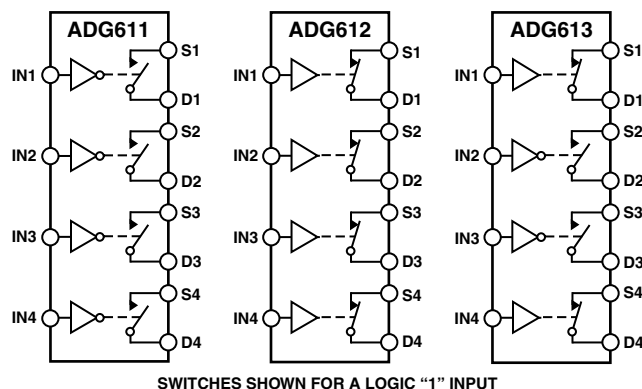 ADG611
IN1
S1
D1
IN2
S2
D2
IN3
S3
D3
IN4
S4
D4
ADG612
IN1
S1
D1
IN2
S2
D2
IN3
S3
D3
IN4
S4
D4
ADG613
IN1
S1
D1
IN2
S2
D2
IN3
S3
D3
IN4
S4
D4
SWITCHES SHOWN FOR A LOGIC “1” INPUT